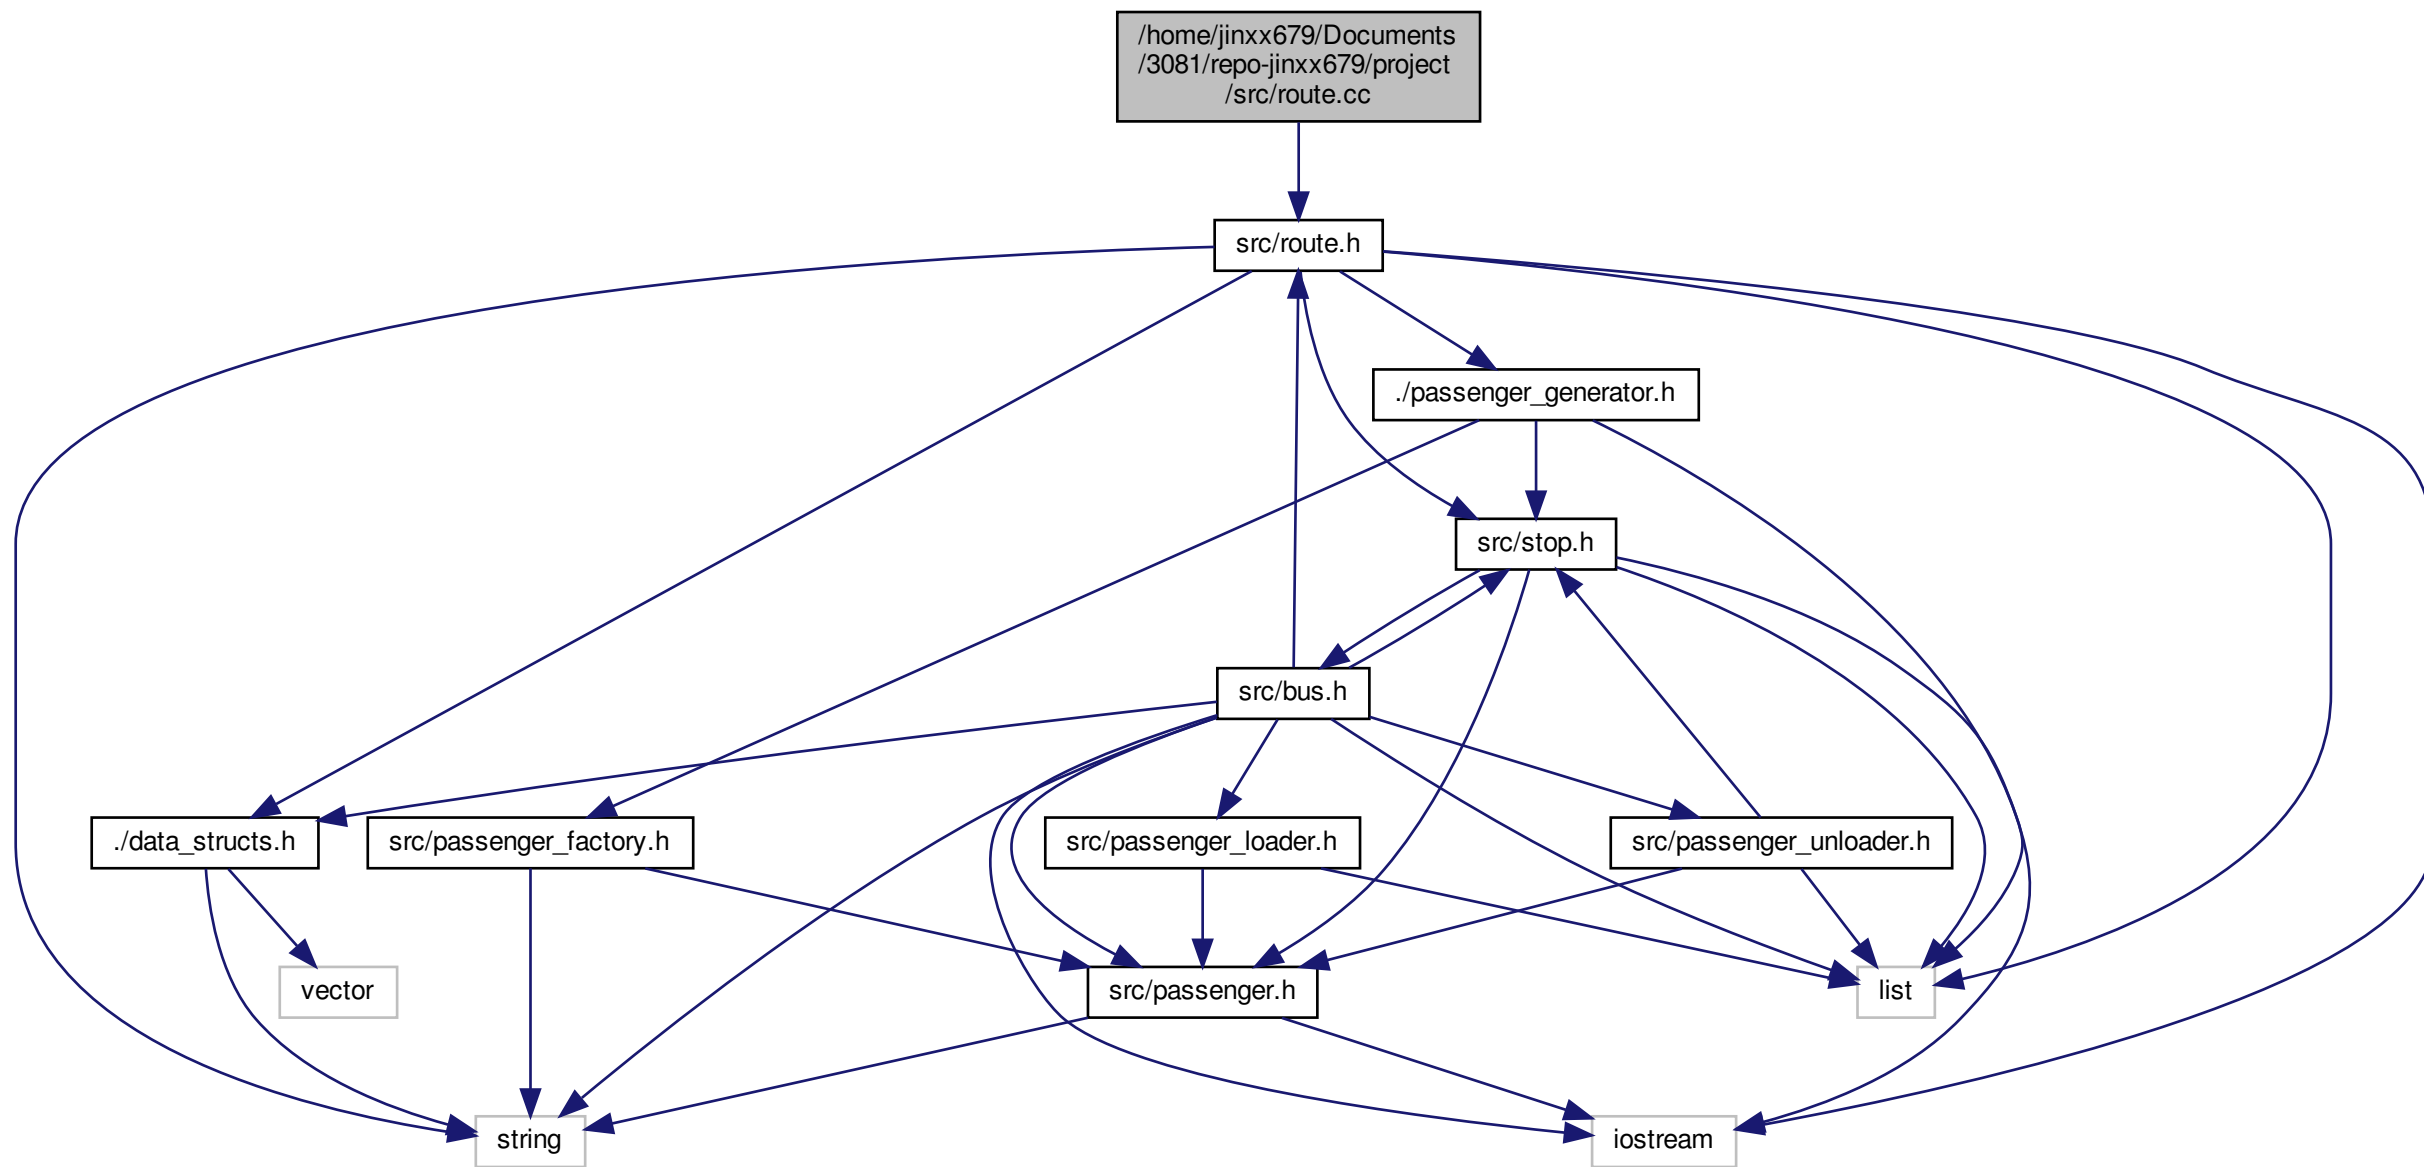 /home/jinxx679/Documents
/3081/repo-jinxx679/project
/src/route.cc
src/route.h
./passenger_generator.h
src/stop.h
src/bus.h
./data_structs.h
src/passenger_factory.h
src/passenger_loader.h
src/passenger_unloader.h
vector
src/passenger.h
list
string
iostream